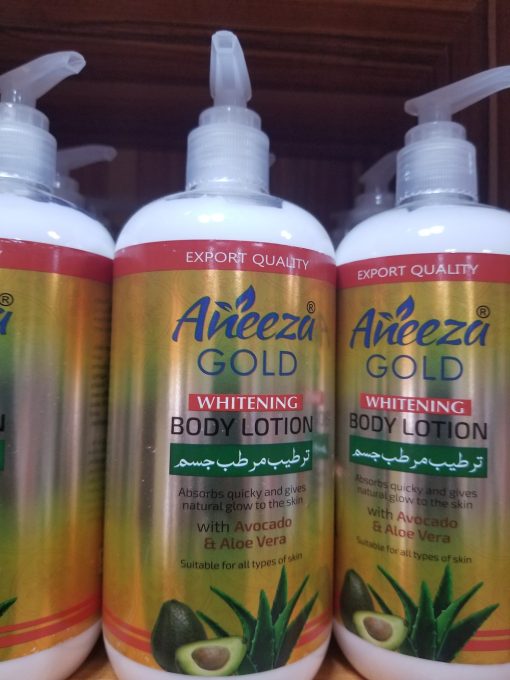 EXPORT QUALITY
Aneeza®
GOLD
WHITENING
BODY LOTION
ترطيب مرطب جسم
Absorbs quicky and gives
natural glow to the skin
with Avocado
& Aloe Vera
Suitable for all types of skin
EXPORT QUALITY
Aneeza®
GOLD
WHITENING
BODY LOTION
ترطيب مرطب جسم
Absorbs quicky and gives
natural glow to the skin
with Avocado
& Aloe Vera
Suitable for all types of skin